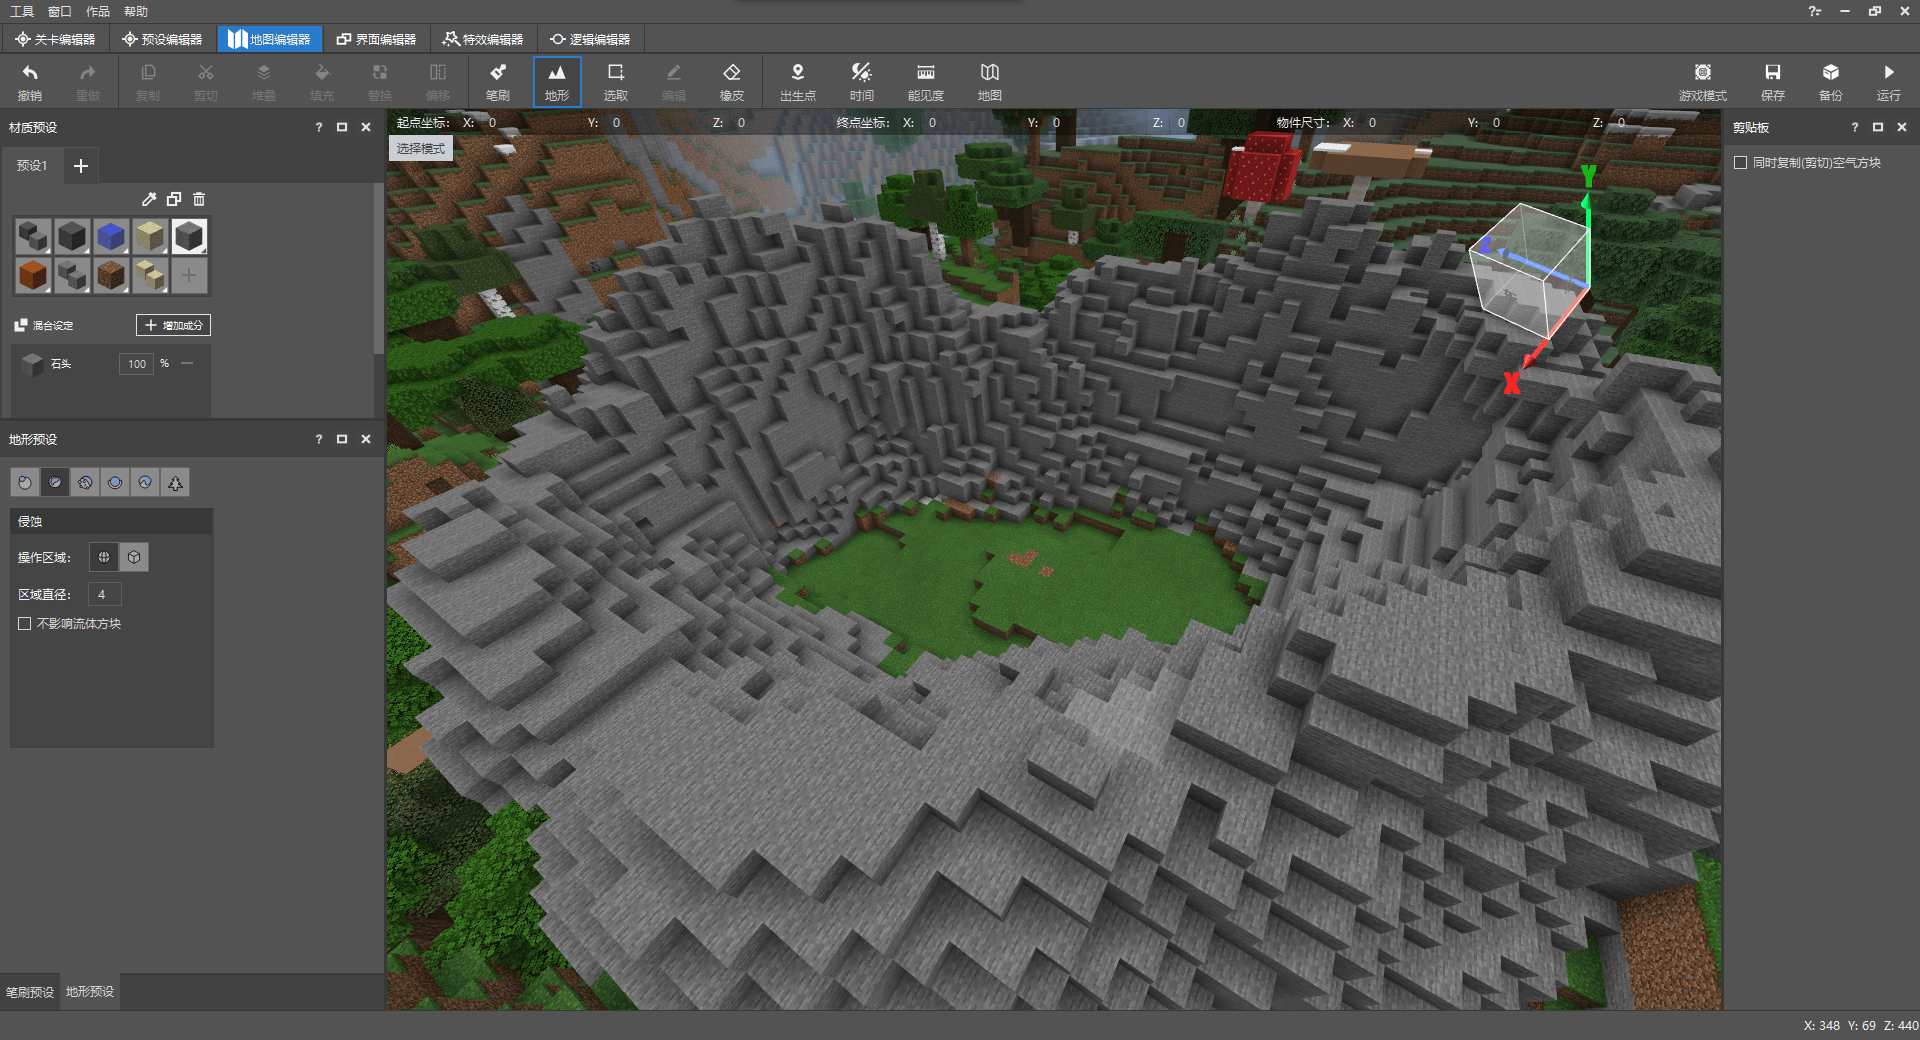 工具 窗口 作品 帮助
关卡编辑器 预设编辑器 地图编辑器 界面编辑器 特效编辑器 逻辑编辑器
撤销 重做 复制 剪切 堆叠 填充 替换 偏移 笔刷 地形 选取 编辑 橡皮 出生点 时间 能见度 地图 游戏模式 保存 备份 运行
材质预设 ?
起点坐标: X: 0 Y: 0 Z: 0 终点坐标: X: 0 Y: 0 Z: 0 物件尺寸: X: 0 Y: 0 Z: 0
剪贴板 ?
选择模式
同时复制(剪切)空气方块
预设1 +
Y
Z
X
混合设定 + 增加成分
石头 100 %
地形预设 ?
侵蚀
操作区域:
区域直径: 4
不影响流体方块
笔刷预设 地形预设
X: 348 Y: 69 Z: 440